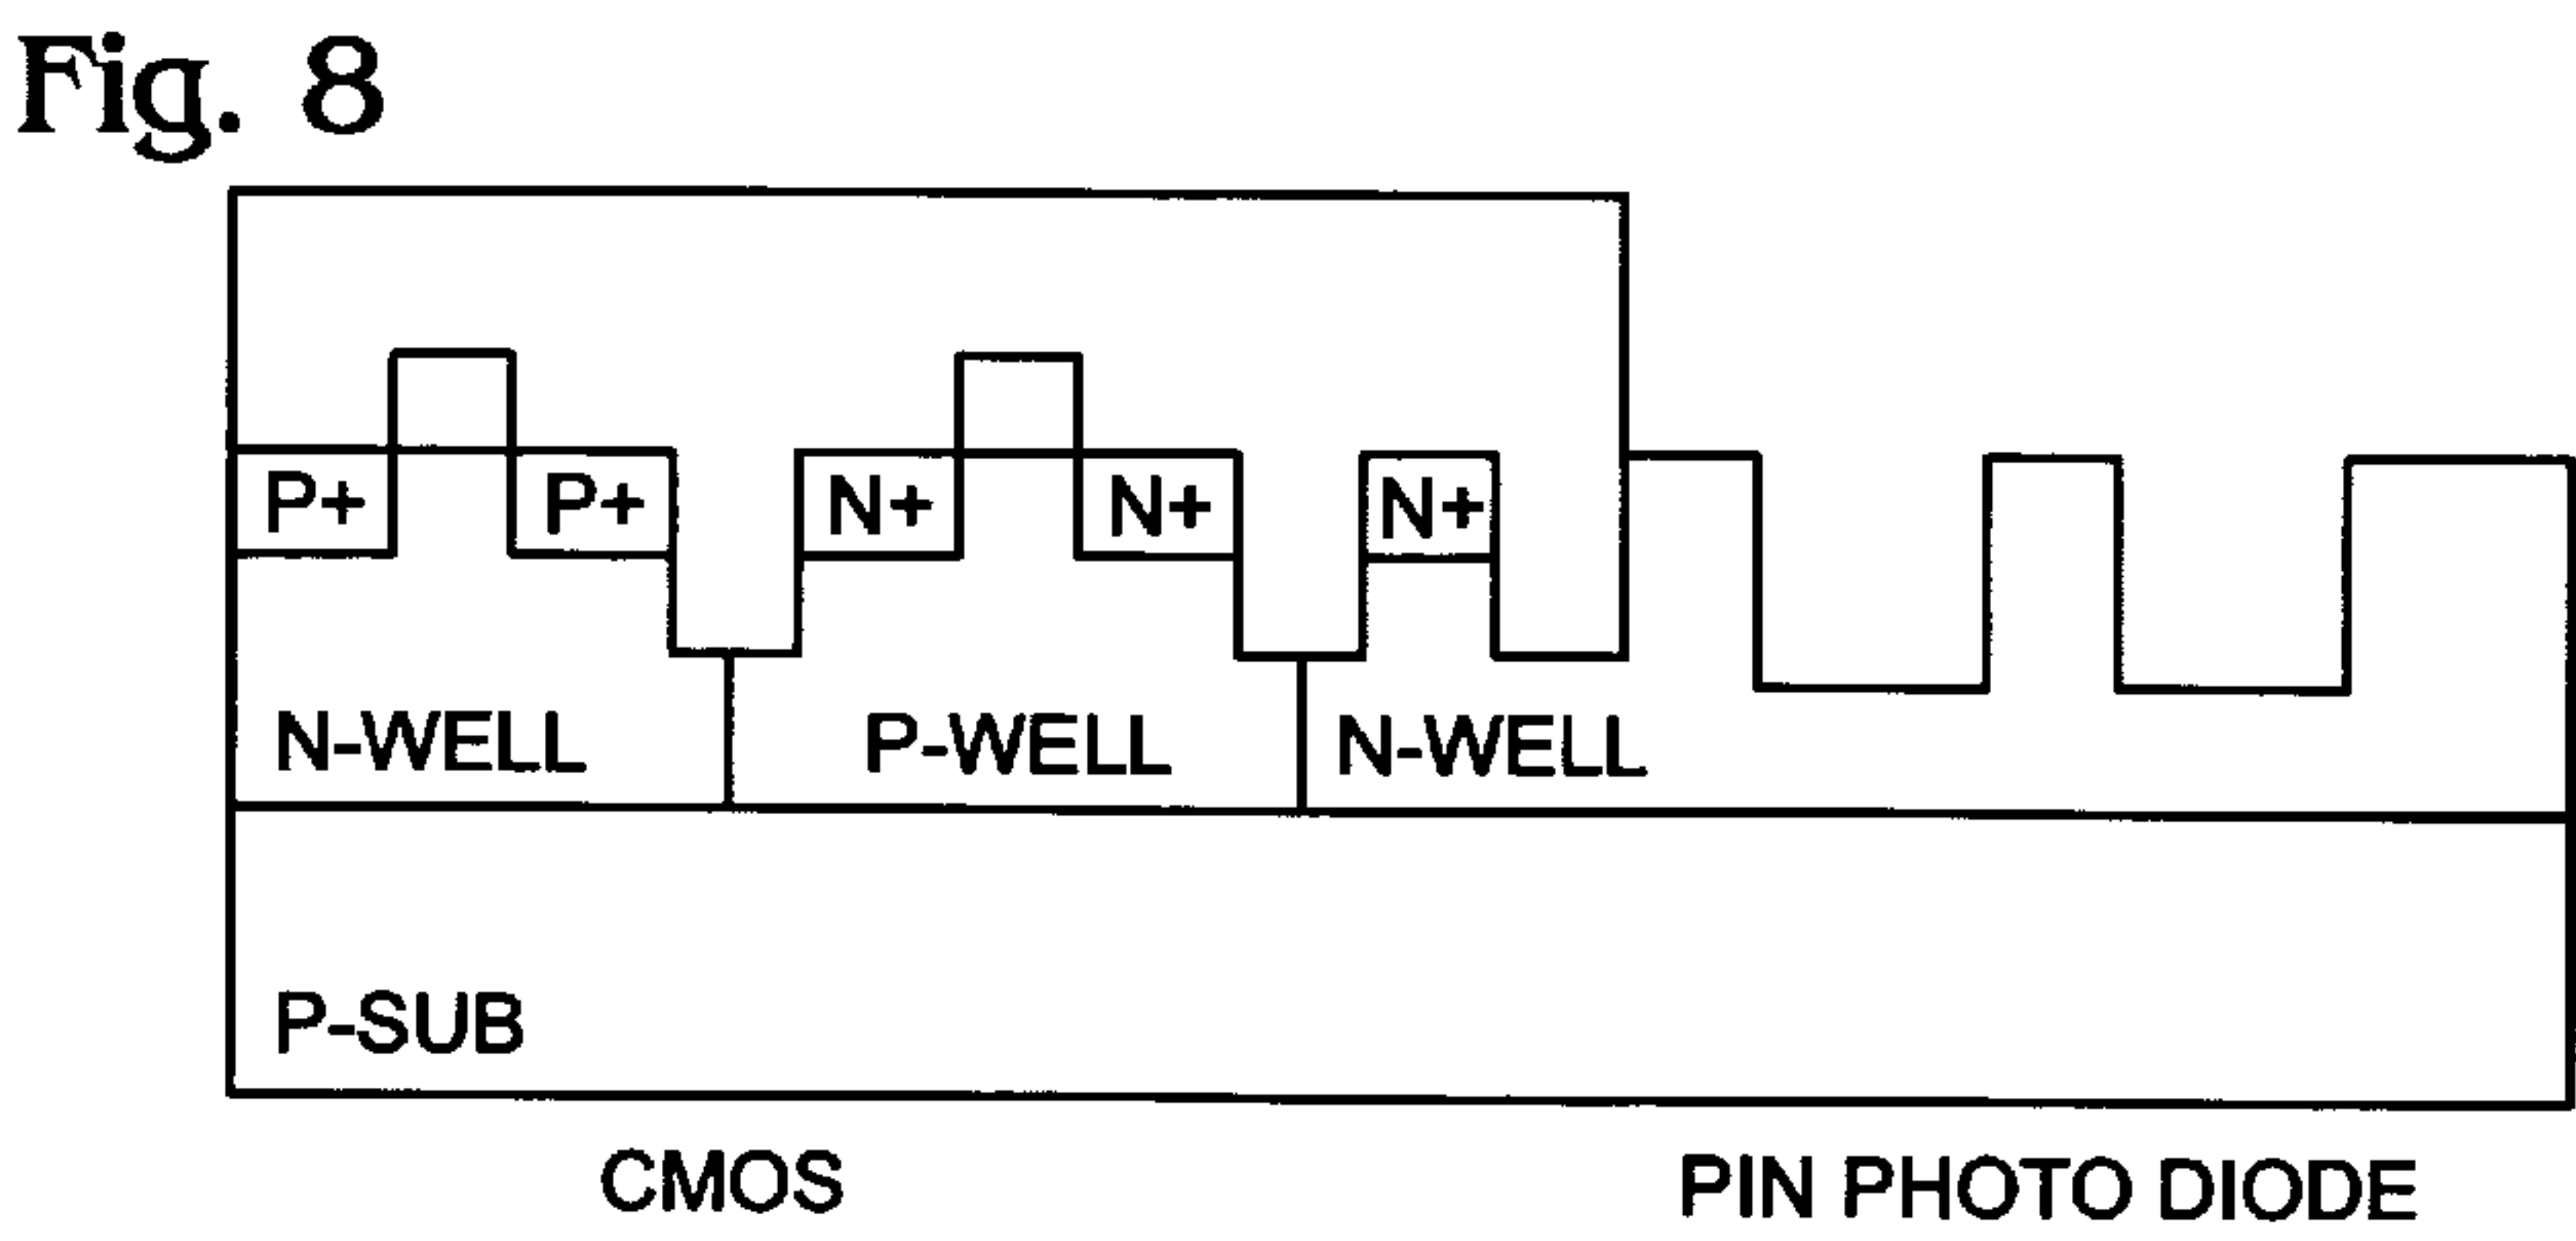 Fig. 8
P+ P+ N+ N+ N+
N-WELL P-WELL N-WELL
P-SUB
CMOS PIN PHOTO DIODE